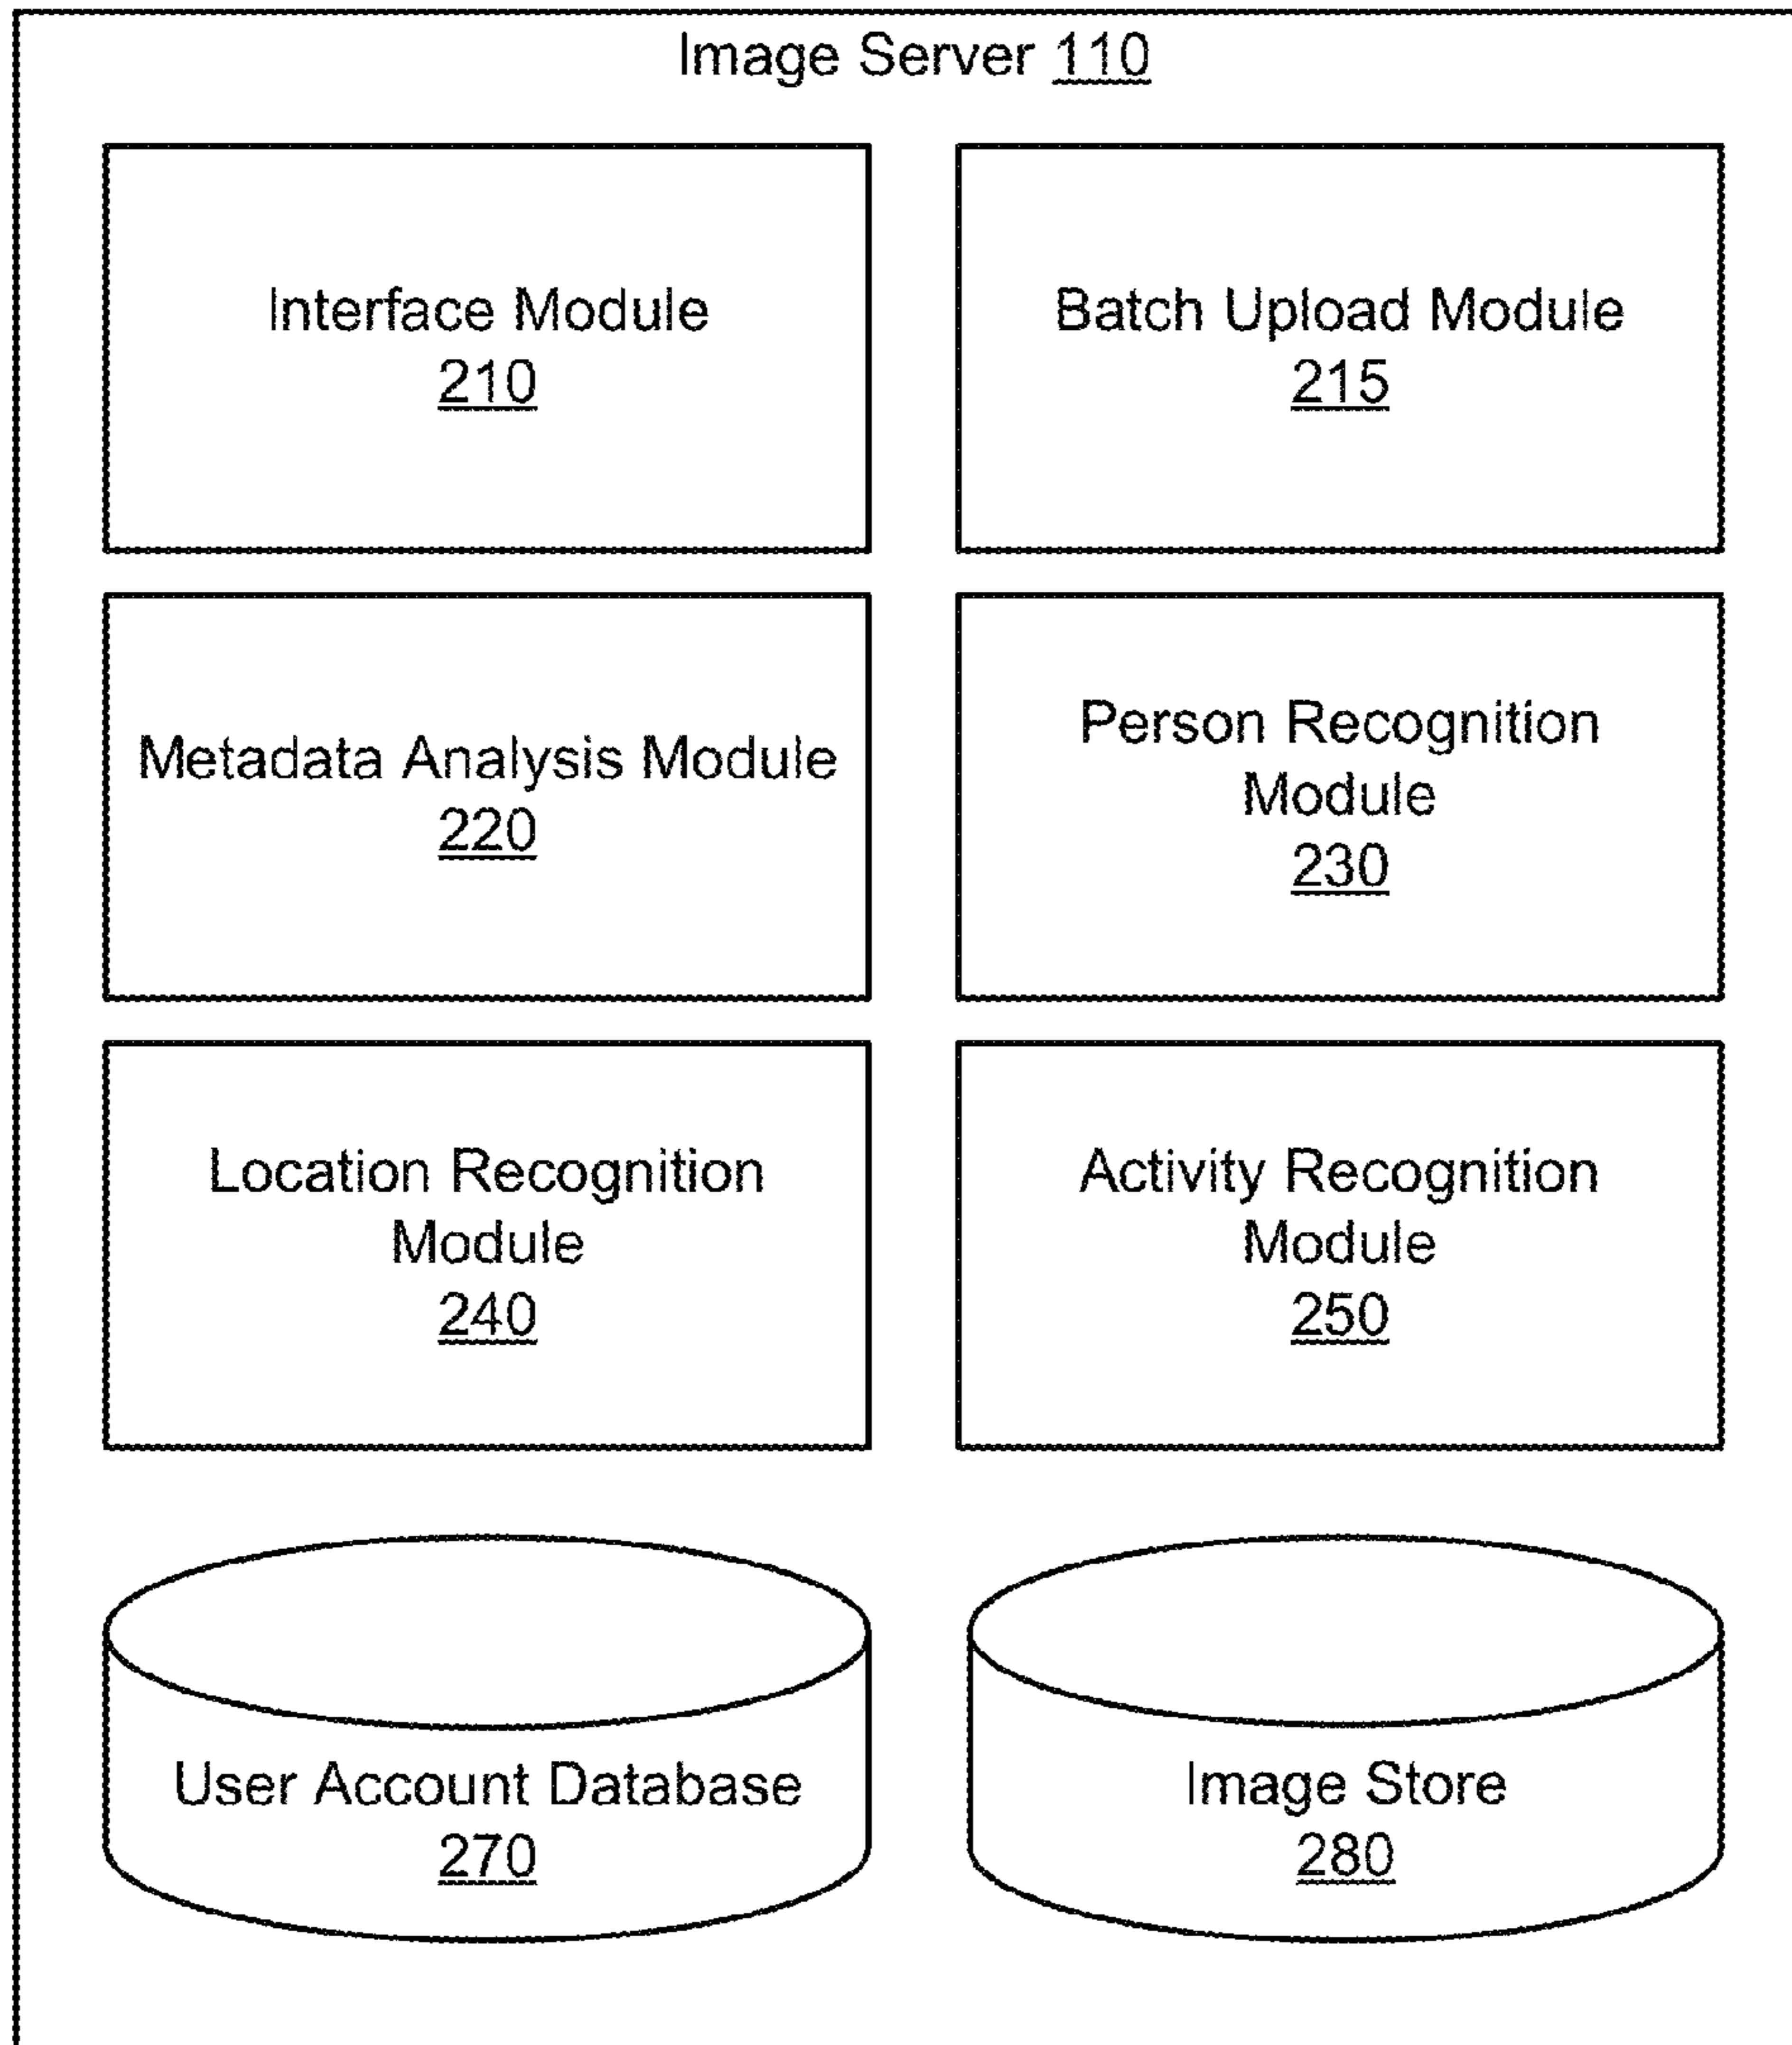 Image Server 110
Interface Module
210
Batch Upload Module
215
Metadata Analysis Module
220
Person Recognition
Module
230
Location Recognition
Module
240
Activity Recognition
Module
250
User Account Database
270
Image Store
280